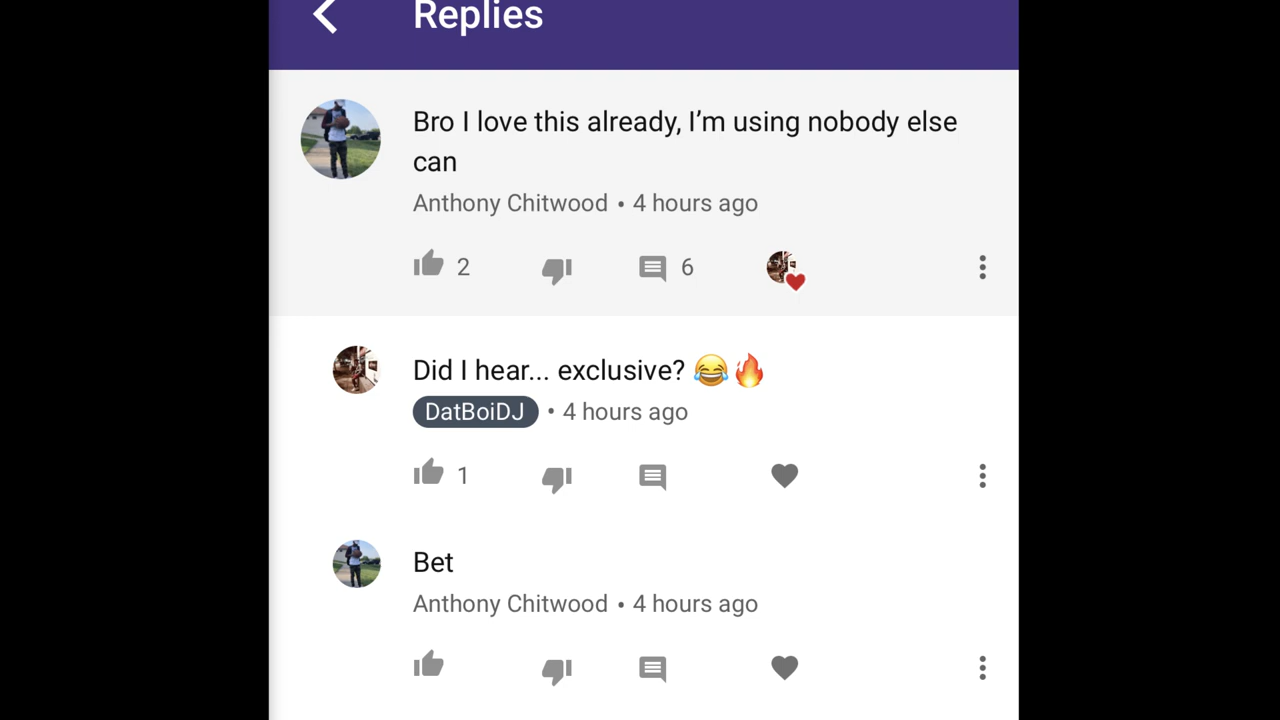 Replies
Bro I love this already, I’m using nobody else
can
Anthony Chitwood • 4 hours ago
2 6
Did I hear... exclusive? 😂🔥
DatBoiDJ • 4 hours ago
1
Bet
Anthony Chitwood • 4 hours ago